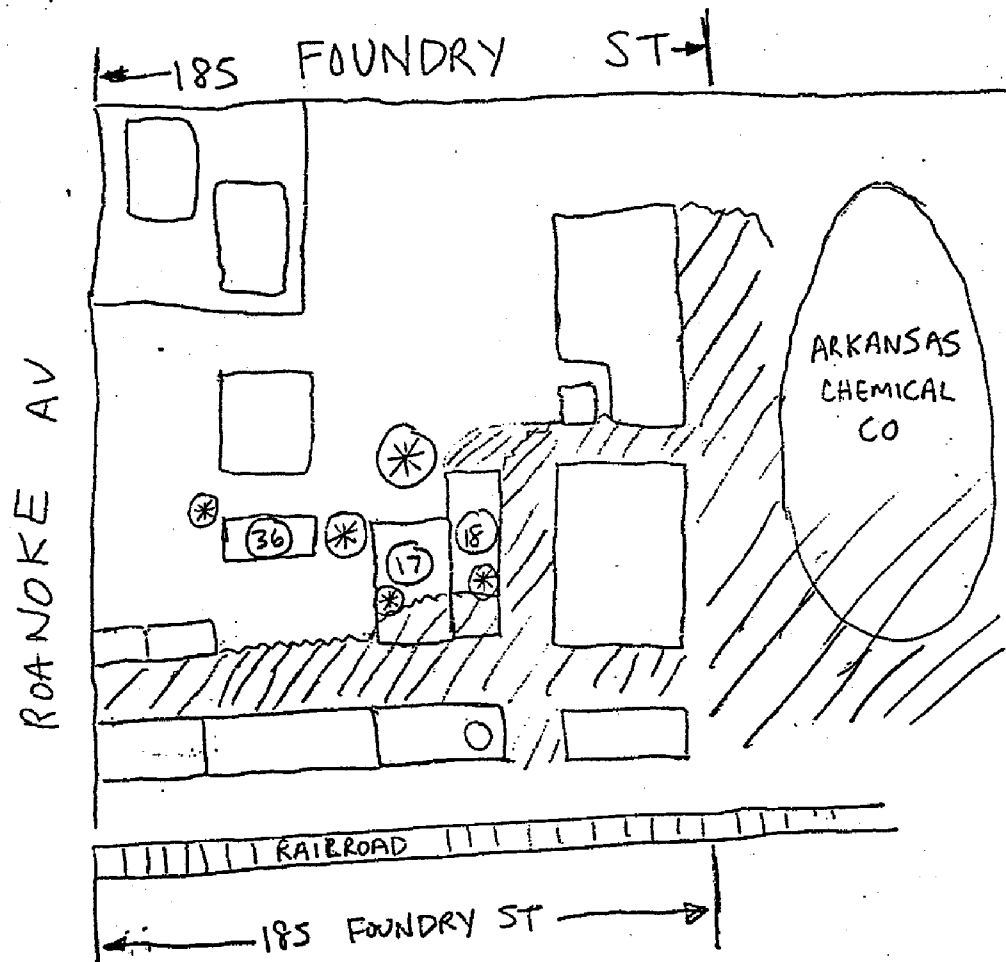 185 FOUNDRY ST
ROANOKE AV
ARKANSAS
CHEMICAL
CO
36
17
18
RAILROAD
185 FOUNDRY ST